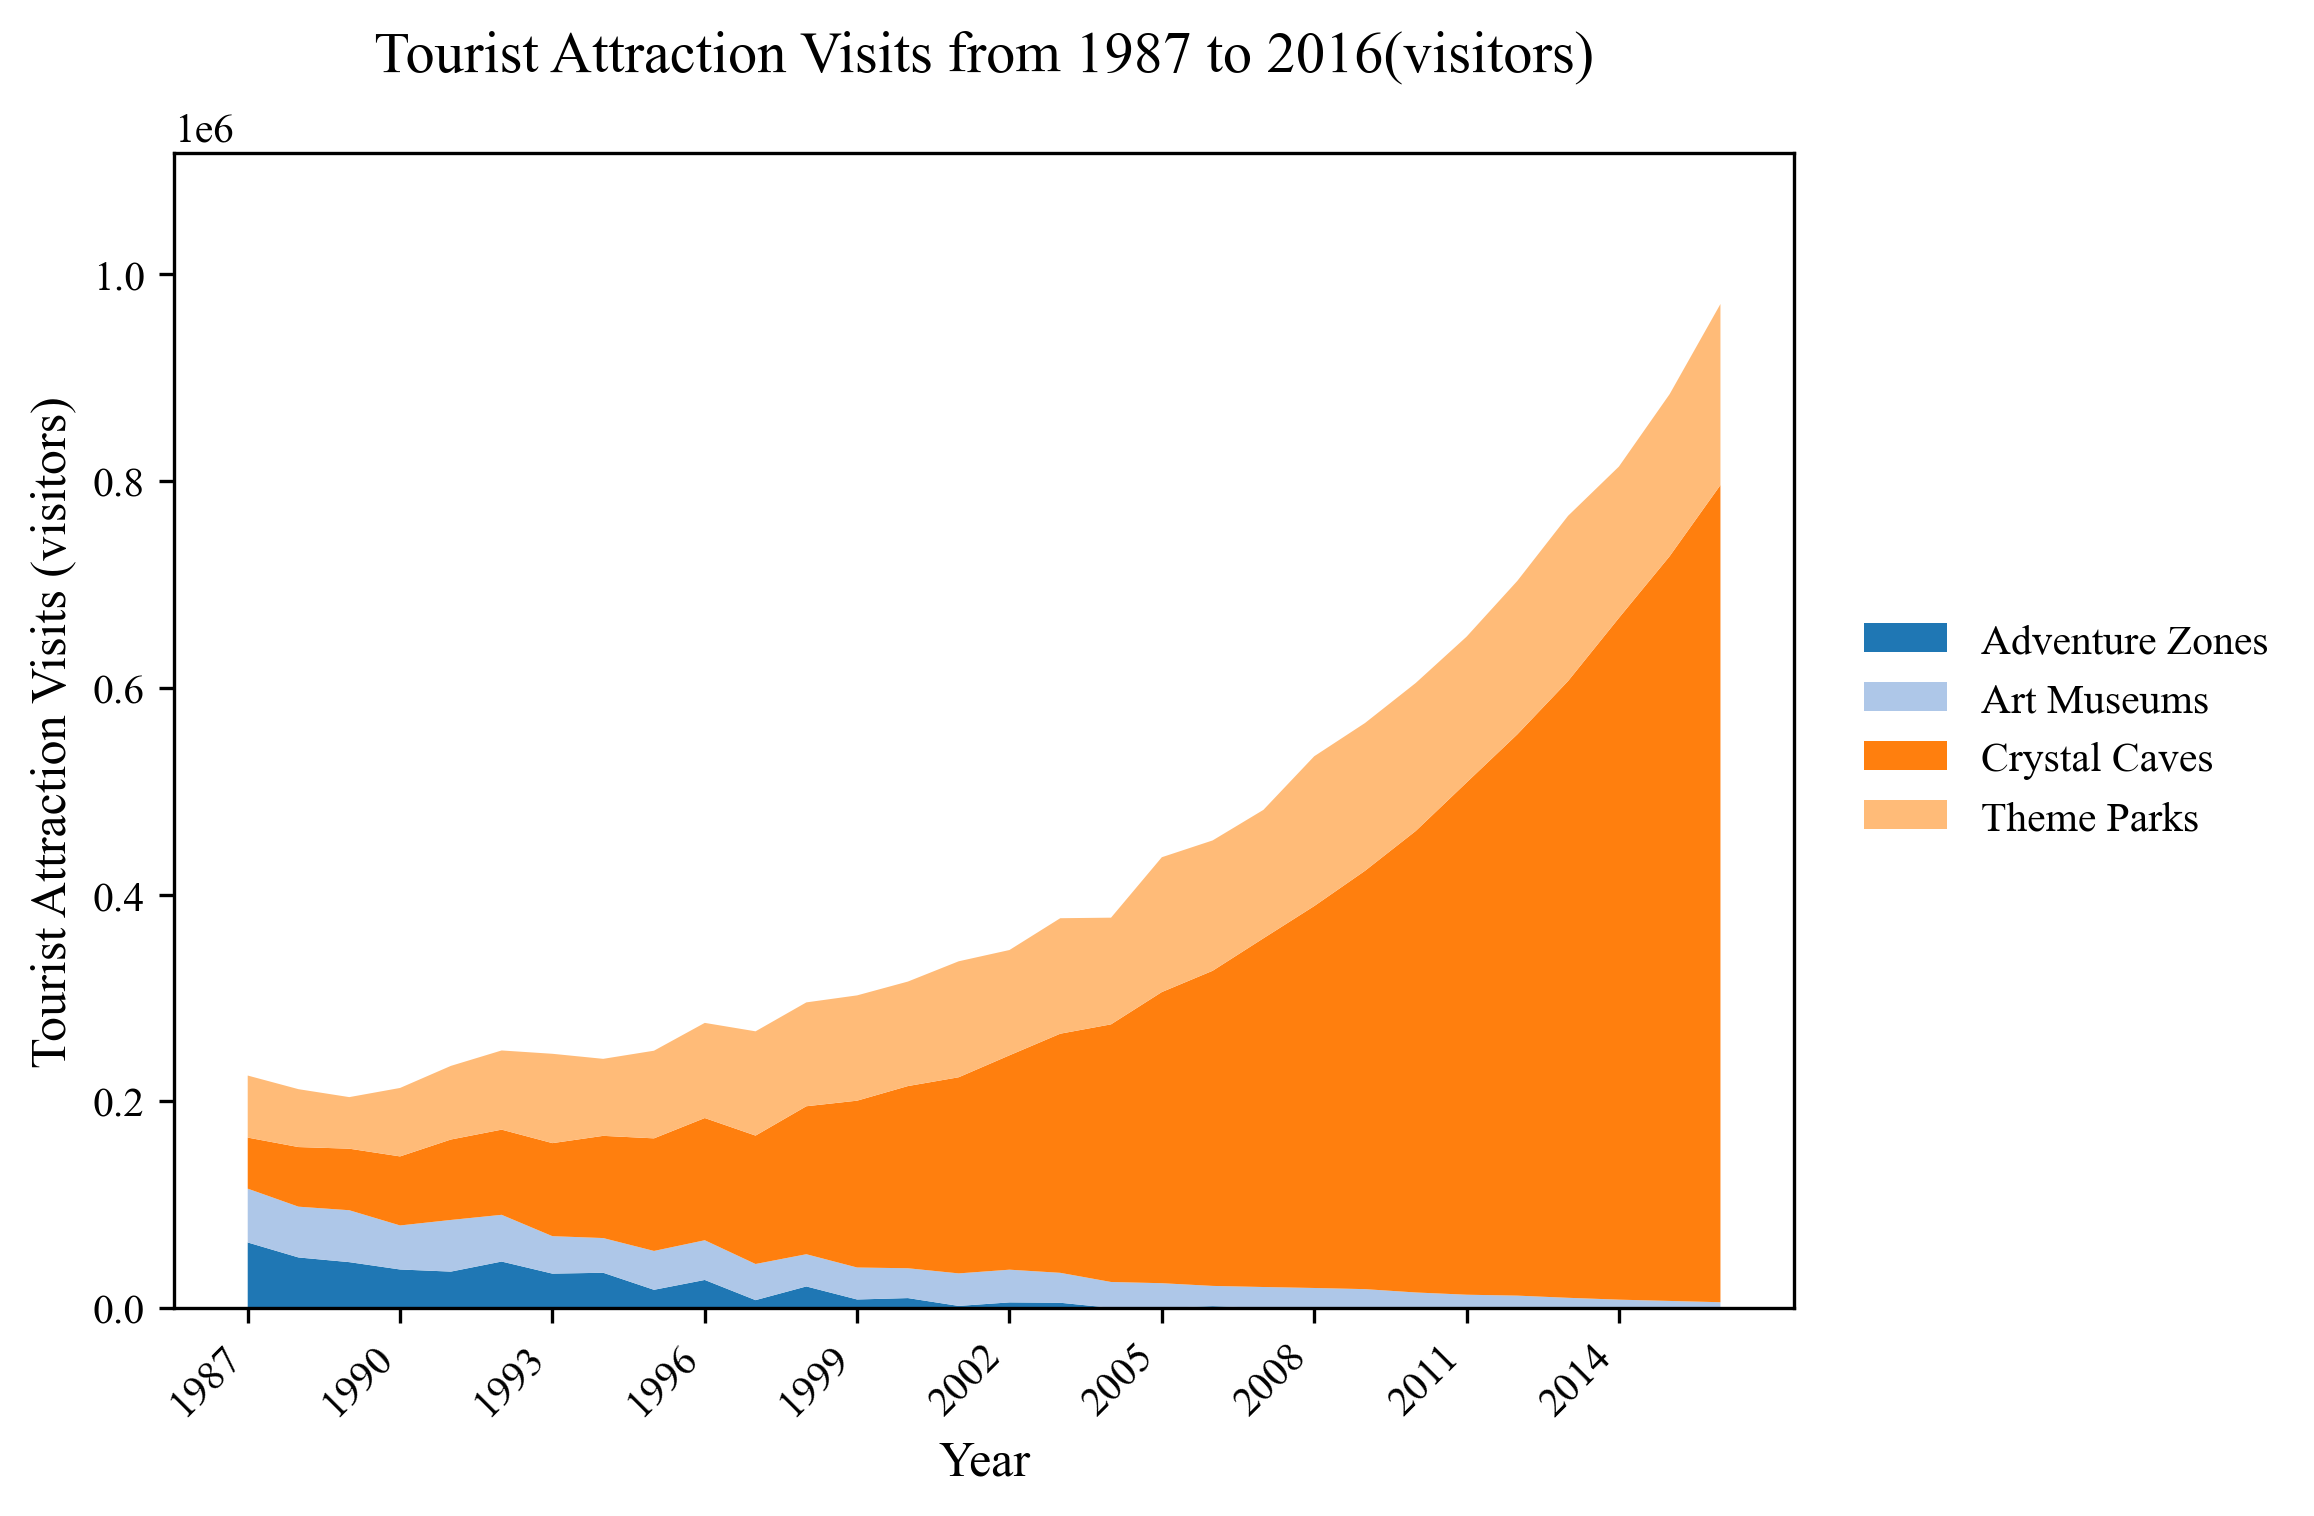 Tourist Attraction Visits from 1987 to 2016(visitors)
1e6
Tourist Attraction Visits (visitors)
1.0
0.8
0.6
0.4
0.2
0.0
1987
1990
1993
1996
1999
2002
2005
2008
2011
2014
Year
Adventure Zones
Art Museums
Crystal Caves
Theme Parks